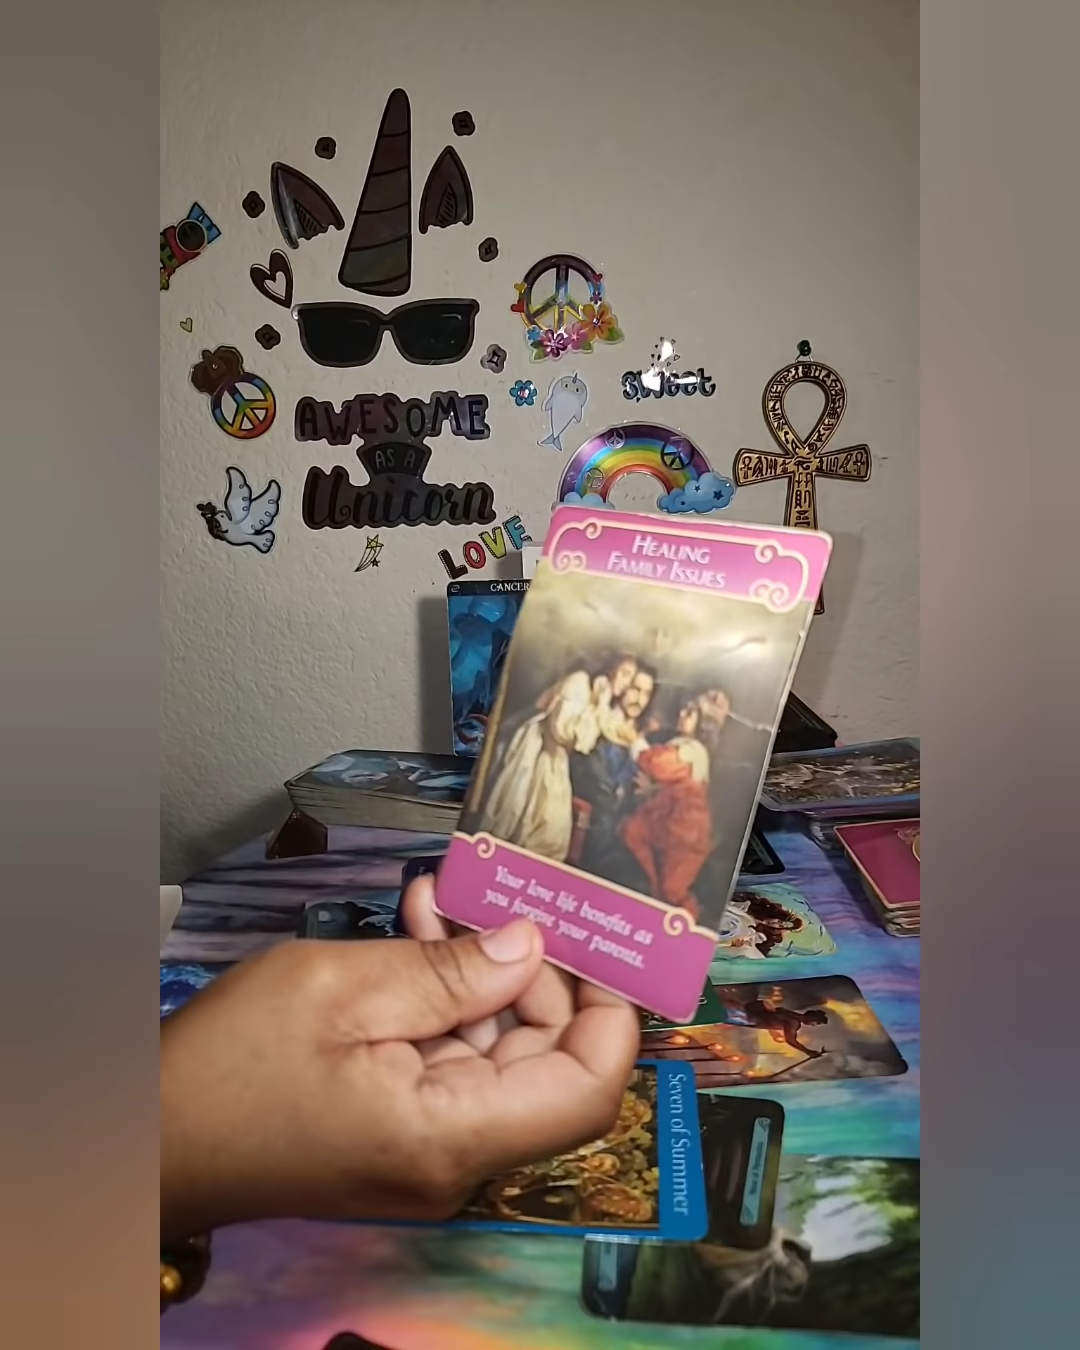 AWESOME
AS A
Unicorn
sweet
LOVE
CANCER
HEALING
FAMILY ISSUES
Your love life benefits as
you forgive your parents.
Seven of Summer